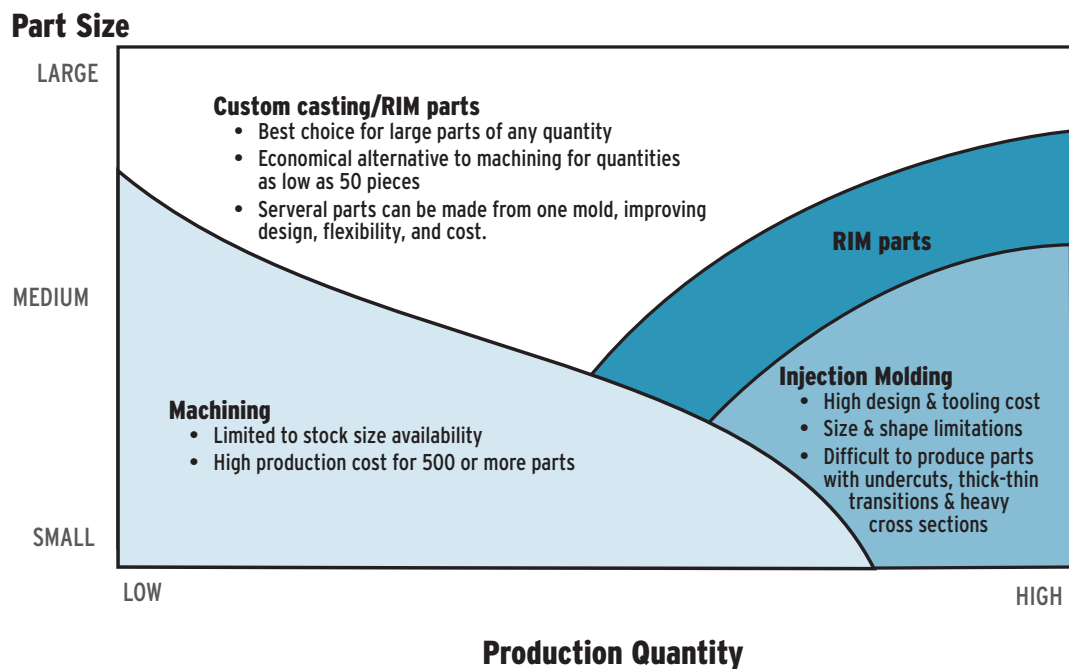 Part Size
LARGE
Custom casting/RIM parts
• Best choice for large parts of any quantity
• Economical alternative to machining for quantities
as low as 50 pieces
• Serveral parts can be made from one mold, improving
design, flexibility, and cost.
RIM parts
MEDIUM
Injection Molding
• High design & tooling cost
• Size & shape limitations
• Difficult to produce parts
with undercuts, thick-thin
transitions & heavy
cross sections
Machining
• Limited to stock size availability
• High production cost for 500 or more parts
SMALL
LOW
HIGH
Production Quantity